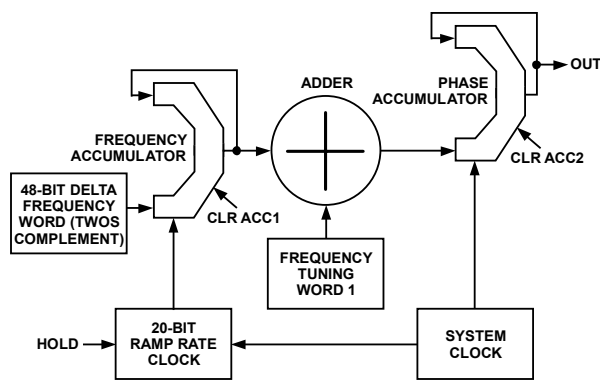 ADDER
PHASE
ACCUMULATOR
OUT
FREQUENCY
ACCUMULATOR
CLR ACC2
48-BIT DELTA
FREQUENCY
WORD (TWOS
COMPLEMENT)
CLR ACC1
FREQUENCY
TUNING
WORD 1
HOLD
20-BIT
RAMP RATE
CLOCK
SYSTEM
CLOCK